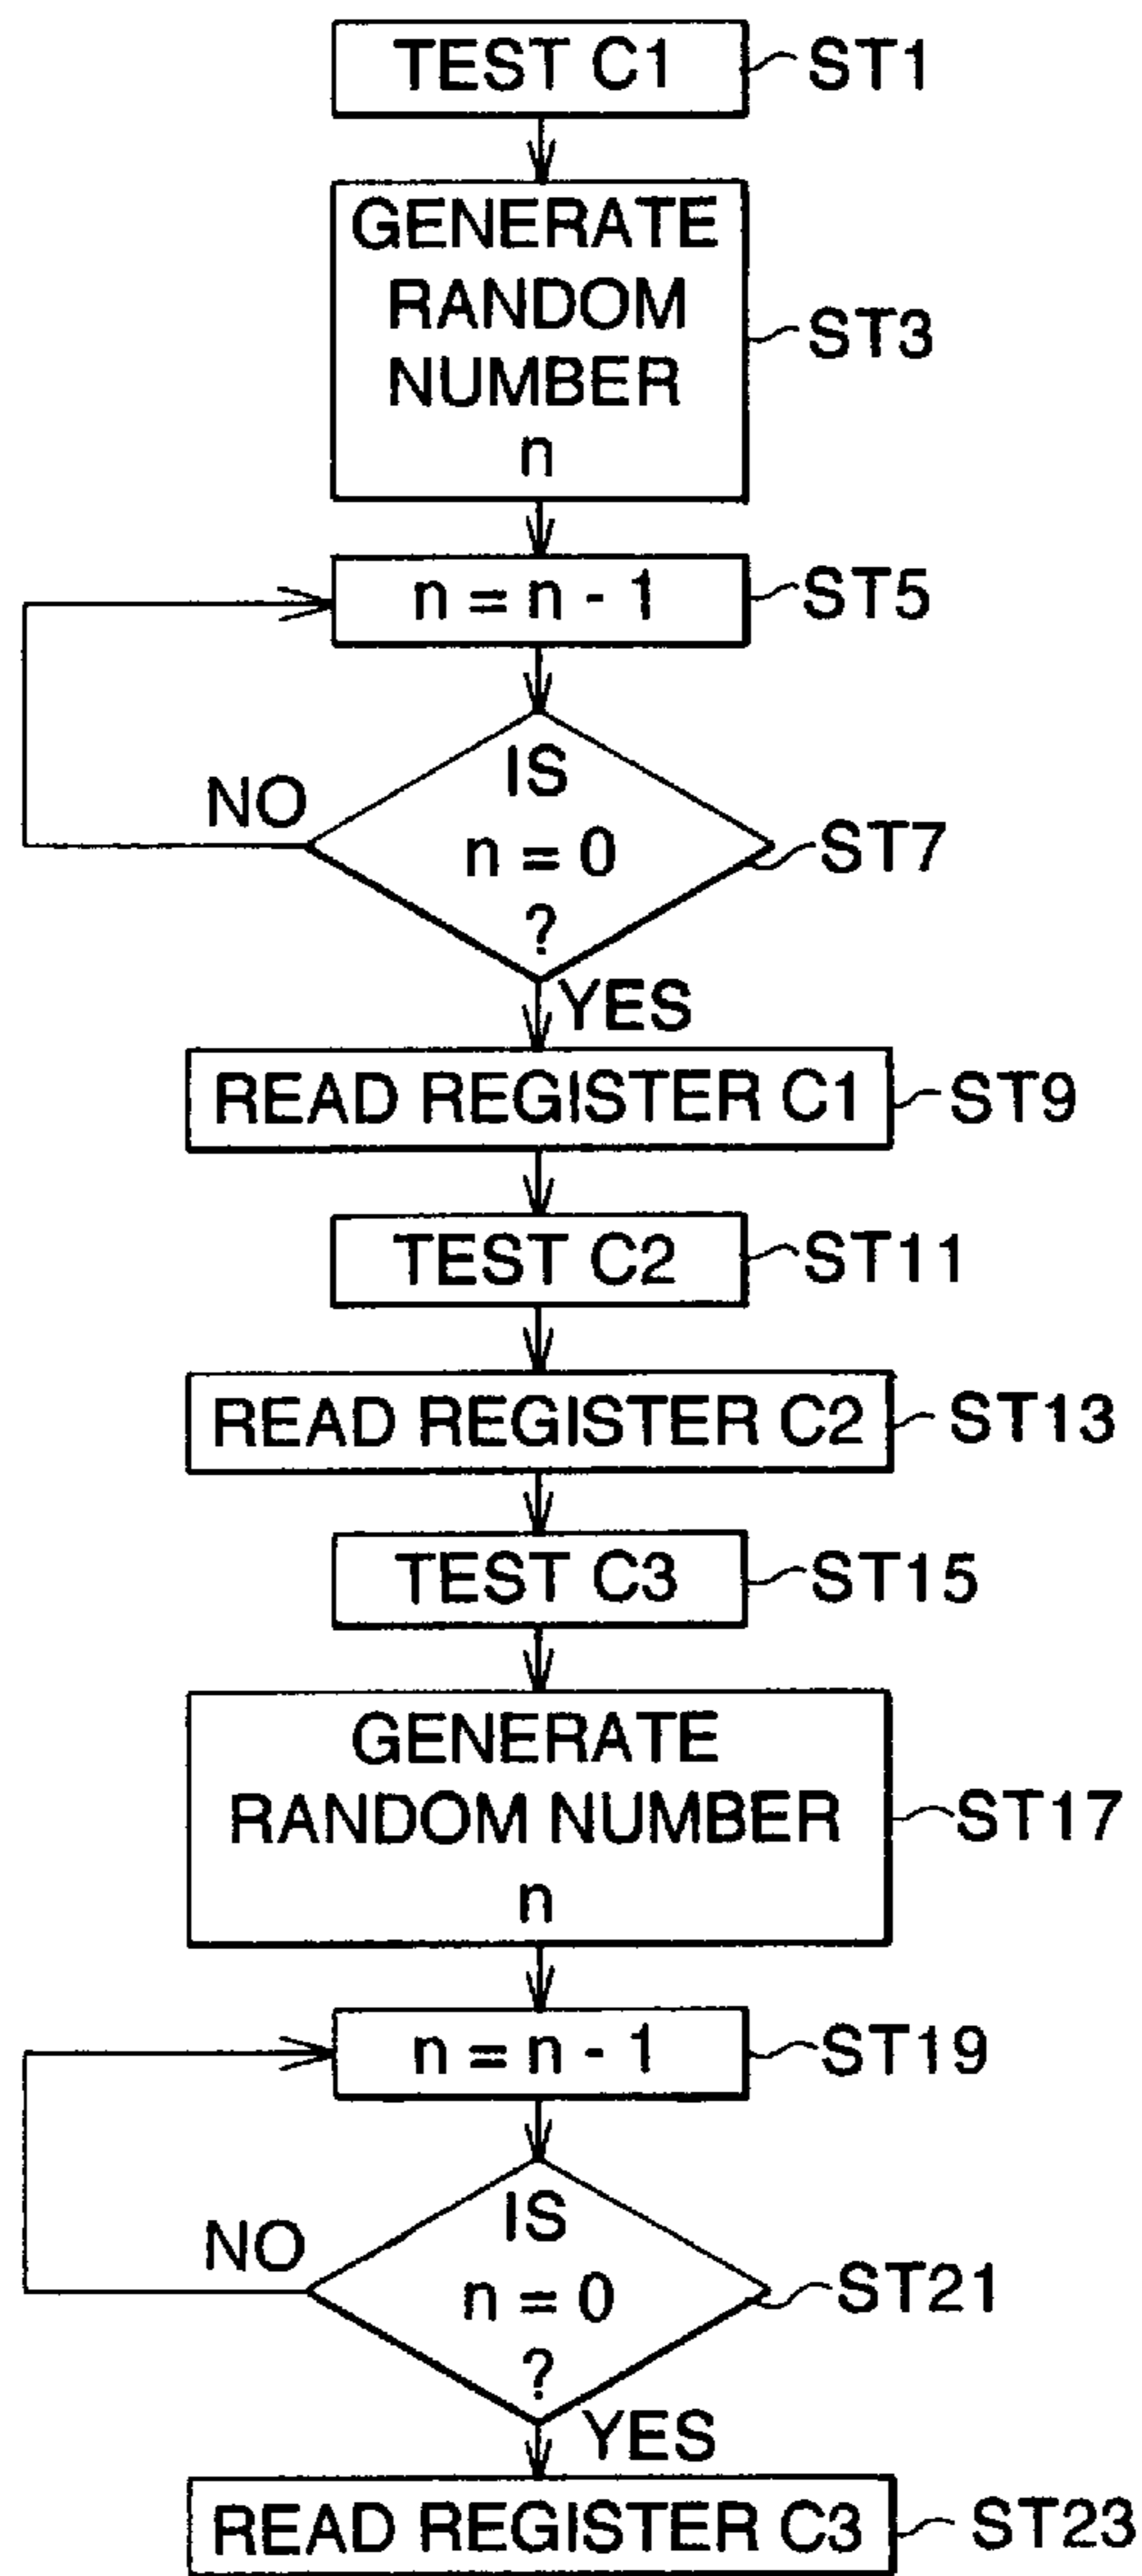 TEST C1 ST1
GENERATE
RANDOM
NUMBER
n
ST3
n = n - 1 ST5
IS
n = 0
?
NO
ST7
YES
READ REGISTER C1 ST9
TEST C2 ST11
READ REGISTER C2 ST13
TEST C3 ST15
GENERATE
RANDOM NUMBER
n
ST17
n = n - 1 ST19
IS
n = 0
?
NO
ST21
YES
READ REGISTER C3 ST23